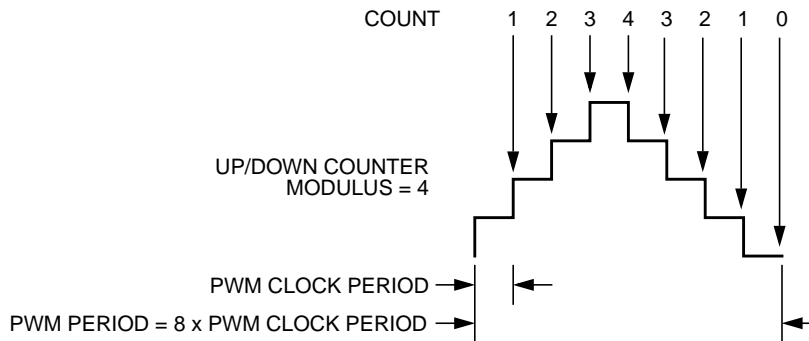 COUNT 1 2 3 4 3 2 1 0
UP/DOWN COUNTER
MODULUS = 4
PWM CLOCK PERIOD
PWM PERIOD = 8 x PWM CLOCK PERIOD